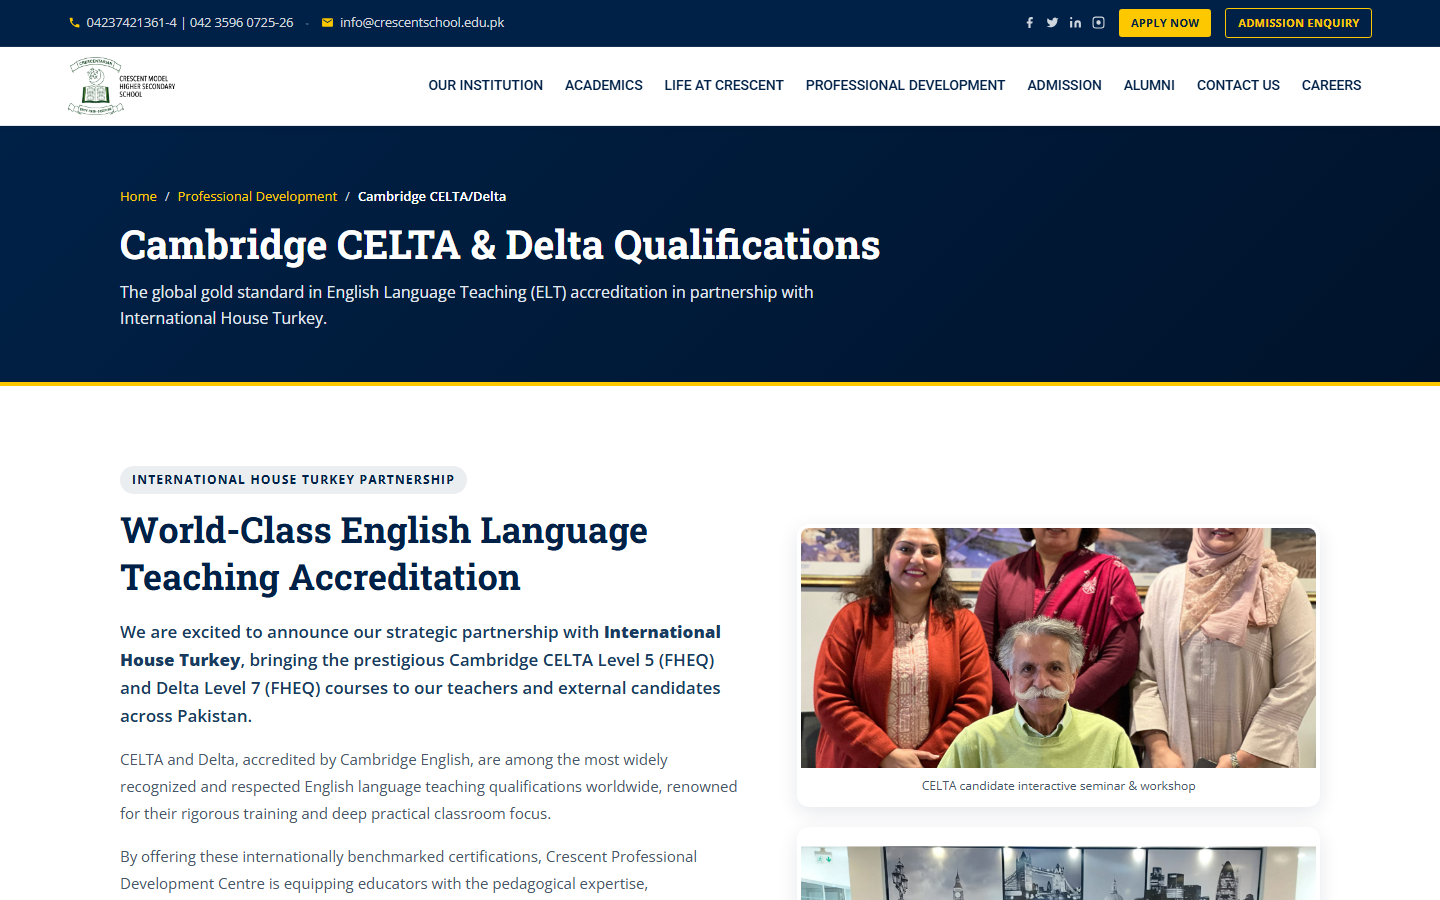 04237421361-4 | 042 3596 0725-26
info@crescentschool.edu.pk
APPLY NOW
ADMISSION ENQUIRY
CRESCENTARIAN
CRESCENT MODEL
HIGHER SECONDARY
SCHOOL
OUR INSTITUTION
ACADEMICS
LIFE AT CRESCENT
PROFESSIONAL DEVELOPMENT
ADMISSION
ALUMNI
CONTACT US
CAREERS
Home / Professional Development / Cambridge CELTA/Delta
Cambridge CELTA & Delta Qualifications
The global gold standard in English Language Teaching (ELT) accreditation in partnership with
International House Turkey.
INTERNATIONAL HOUSE TURKEY PARTNERSHIP
World-Class English Language
Teaching Accreditation
We are excited to announce our strategic partnership with International
House Turkey, bringing the prestigious Cambridge CELTA Level 5 (FHEQ)
and Delta Level 7 (FHEQ) courses to our teachers and external candidates
across Pakistan.
CELTA and Delta, accredited by Cambridge English, are among the most widely
recognized and respected English language teaching qualifications worldwide, renowned
for their rigorous training and deep practical classroom focus.
By offering these internationally benchmarked certifications, Crescent Professional
Development Centre is equipping educators with the pedagogical expertise,
CELTA candidate interactive seminar & workshop